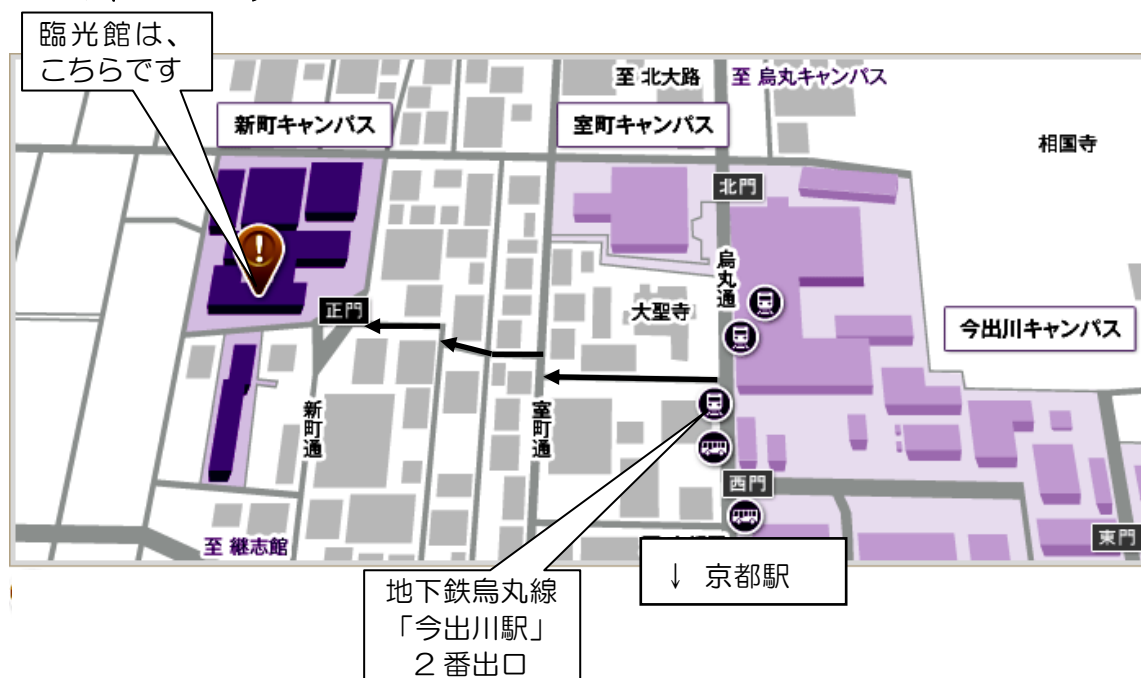 臨光館は、
こちらです
至 北大路
至 烏丸キャンパス
新町キャンパス
室町キャンパス
相国寺
北門
烏丸通
正門
大聖寺
今出川キャンパス
新町通
室町通
西門
至 継志館
東門
↓ 京都駅
地下鉄烏丸線
「今出川駅」
２番出口